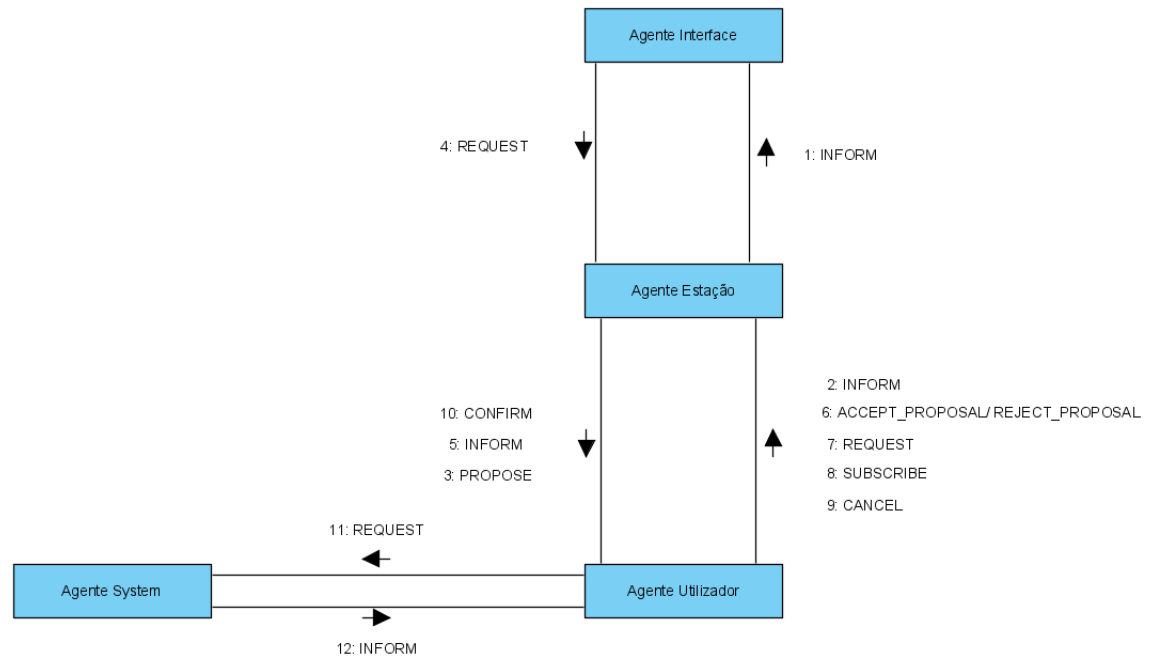 Agente Interface
4: REQUEST
1: INFORM
Agente Estação
2: INFORM
10: CONFIRM
6: ACCEPT_PROPOSAL/ REJECT_PROPOSAL
5: INFORM
7: REQUEST
3: PROPOSE
8: SUBSCRIBE
9: CANCEL
11: REQUEST
Agente System
Agente Utilizador
12: INFORM